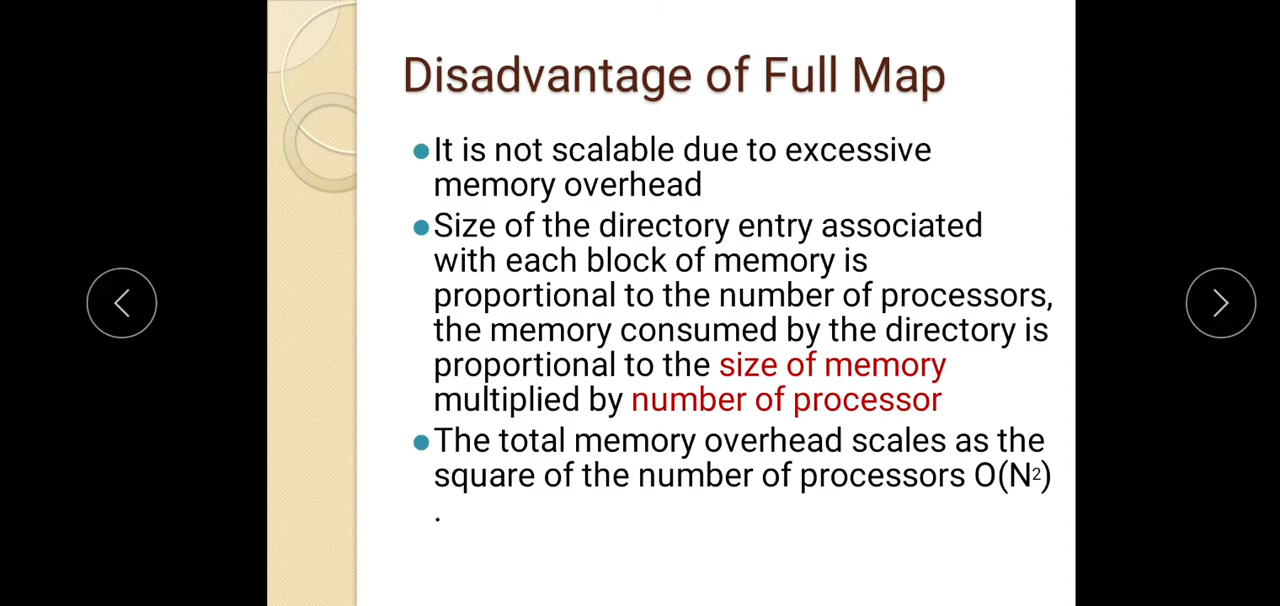 Disadvantage of Full Map
●It is not scalable due to excessive
memory overhead
●Size of the directory entry associated
with each block of memory is
proportional to the number of processors,
the memory consumed by the directory is
proportional to the size of memory
multiplied by number of processor
●The total memory overhead scales as the
square of the number of processors O(N²)
.